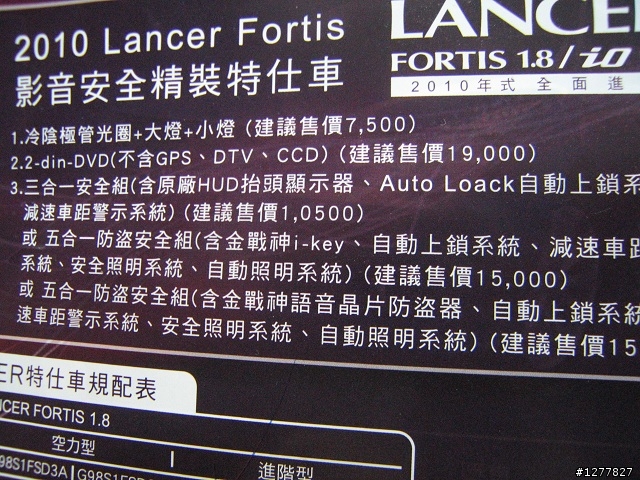 LANCE
FORTIS 1.8/io
2010年式 全面進
2010 Lancer Fortis
影音安全精裝特仕車
1.冷陰極管光圈+大燈+小燈 (建議售價7,500)
2.2-din-DVD(不含GPS、DTV、CCD) (建議售價19,000)
3.三合一安全組(含原廠HUD抬頭顯示器、Auto Loack自動上鎖系
減速車距警示系統) (建議售價1,0500)
或 五合一防盜安全組(含金戰神i-key、自動上鎖系統、減速車距
系統、安全照明系統、自動照明系統) (建議售價15,000)
或 五合一防盜安全組(含金戰神語音晶片防盜器、自動上鎖系統
速車距警示系統、安全照明系統、自動照明系統) (建議售價15
ER特仕車規配表
NCER FORTIS 1.8
空力型
進階型
G98S1FSD3A G98S1FSD
#1277827